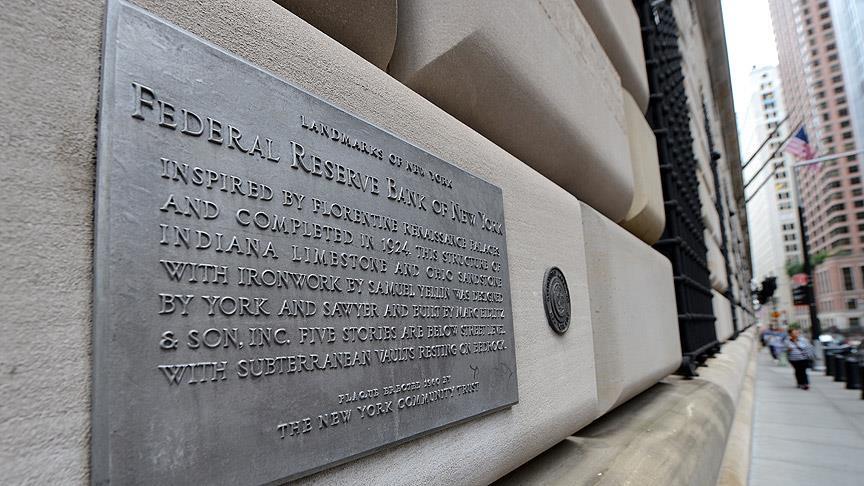 LANDMARKS OF NEW YORK
FEDERAL RESERVE BANK OF NEW YORK
INSPIRED BY FLORENTINE RENAISSANCE PALACES
AND COMPLETED IN 1924, THIS STRUCTURE OF
INDIANA LIMESTONE AND OHIO SANDSTONE
WITH IRONWORK BY SAMUEL YELLIN WAS DESIGNED
BY YORK AND SAWYER AND BUILT BY MARC EIDLITZ
& SON, INC. FIVE STORIES ARE BELOW STREET LEVEL
WITH SUBTERRANEAN VAULTS RESTING ON BEDROCK.
PLAQUE ERECTED 1960 BY
THE NEW YORK COMMUNITY TRUST